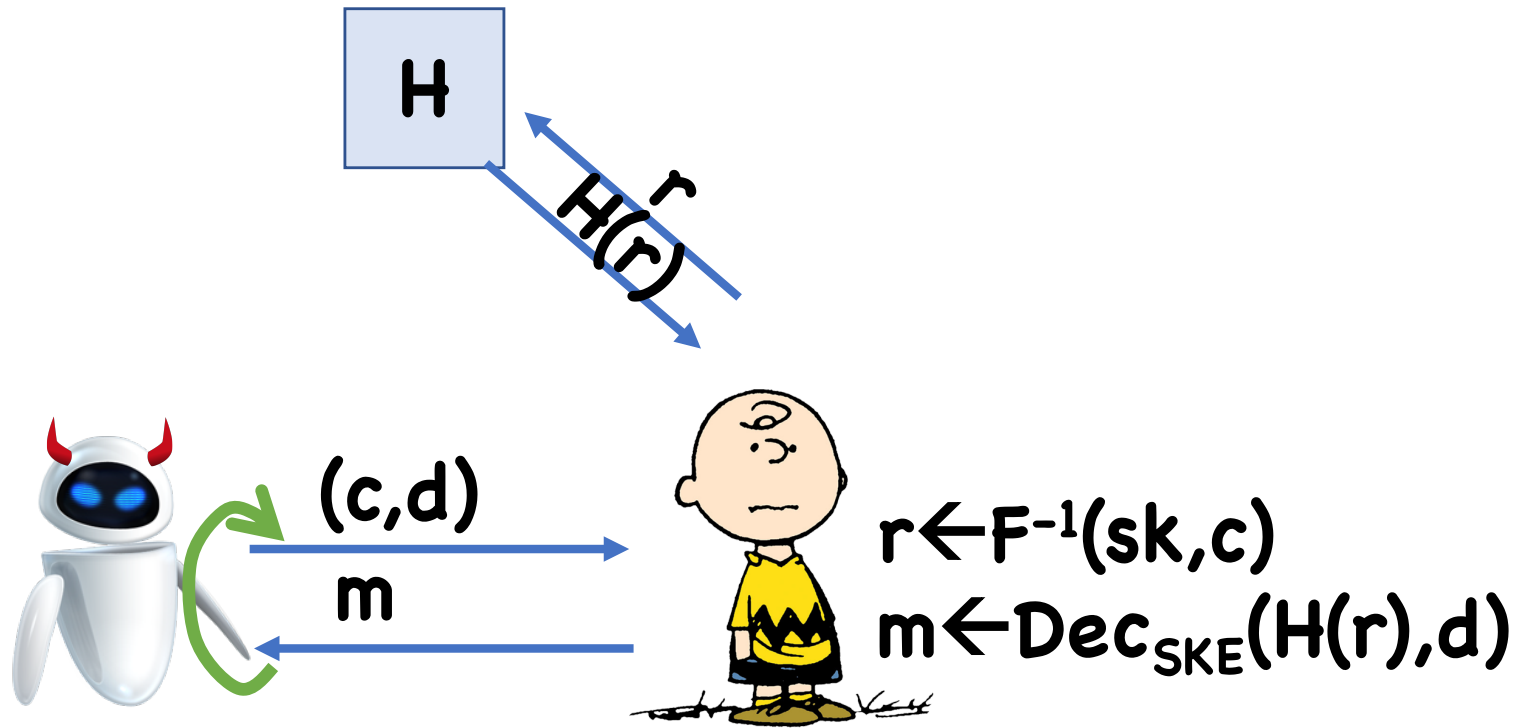 H
r
H(r)
(c,d)
m
r←F⁻¹(sk,c)
m←Dec_SKE(H(r),d)